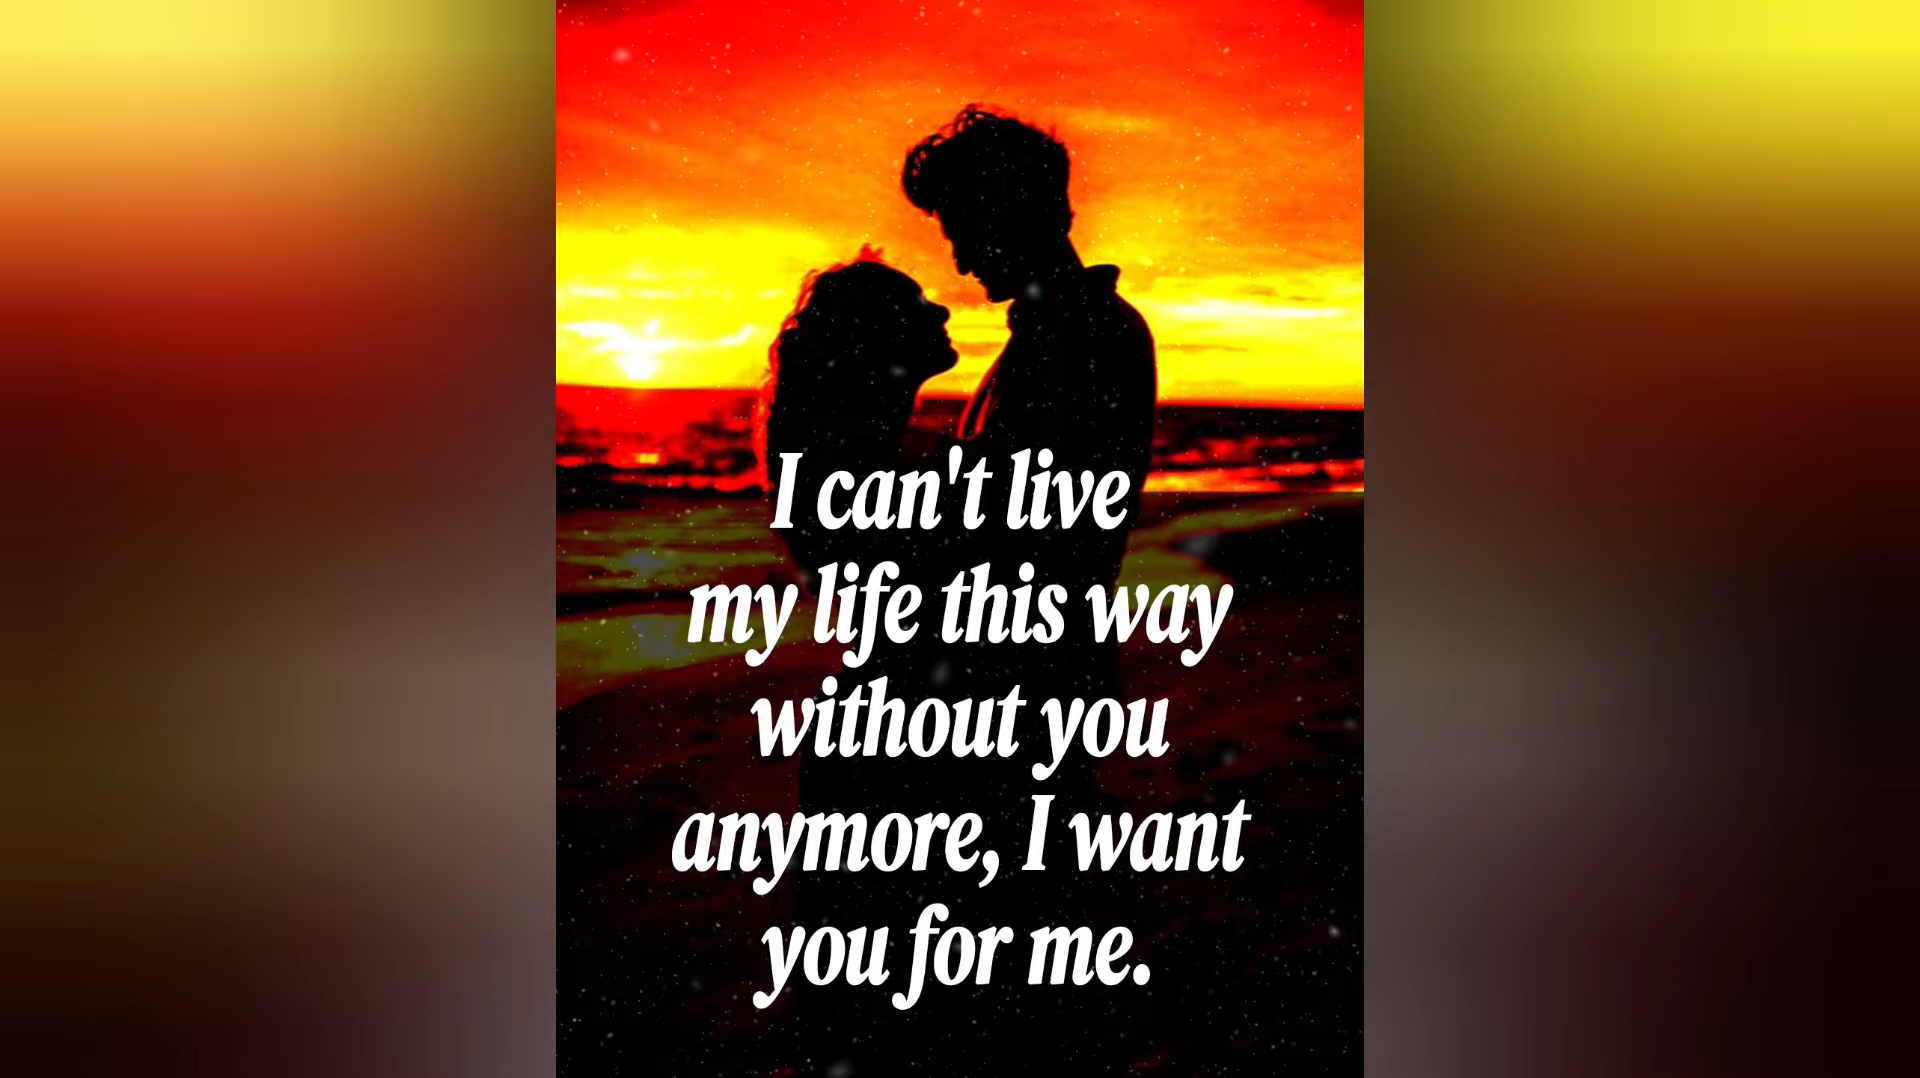 I can't live
my life this way
without you
anymore, I want
you for me.